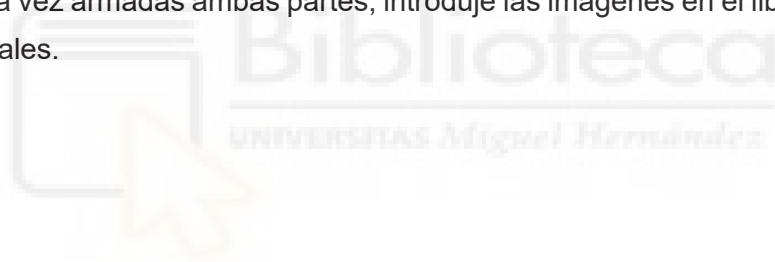 a vez armadas ambas partes, introduje las imágenes en el lib
ales.
Biblioteca
UNIVERSITAS Miguel Hernández